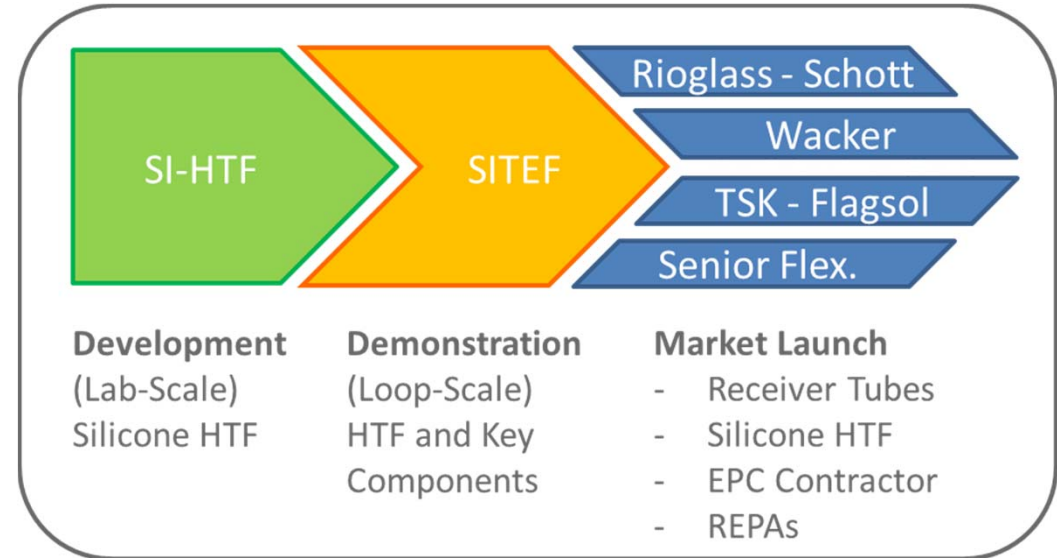 SI-HTF
SITEF
Rioglass - Schott
Wacker
TSK - Flagsol
Senior Flex.
Development
(Lab-Scale)
Silicone HTF
Demonstration
(Loop-Scale)
HTF and Key
Components
Market Launch
- Receiver Tubes
- Silicone HTF
- EPC Contractor
- REPAs